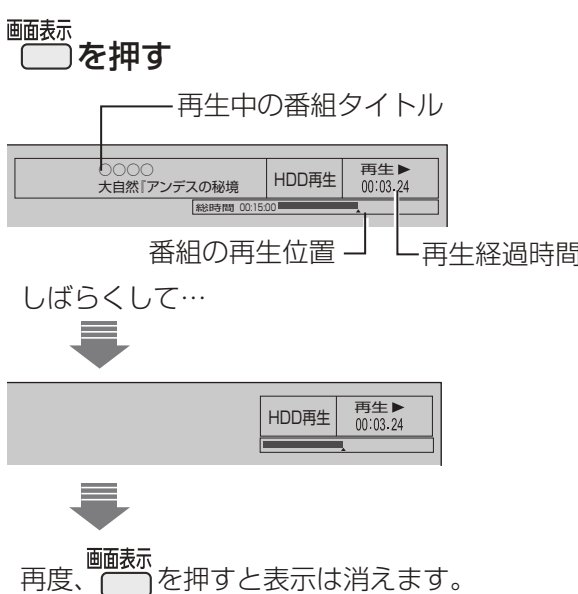 画面表示
を押す
再生中の番組タイトル
○○○○
大自然『アンデスの秘境
HDD再生
再生▶
00:03.24
総時間 00:15:00
番組の再生位置
再生経過時間
しばらくして…
HDD再生
再生▶
00:03.24
画面表示
再度、 を押すと表示は消えます。